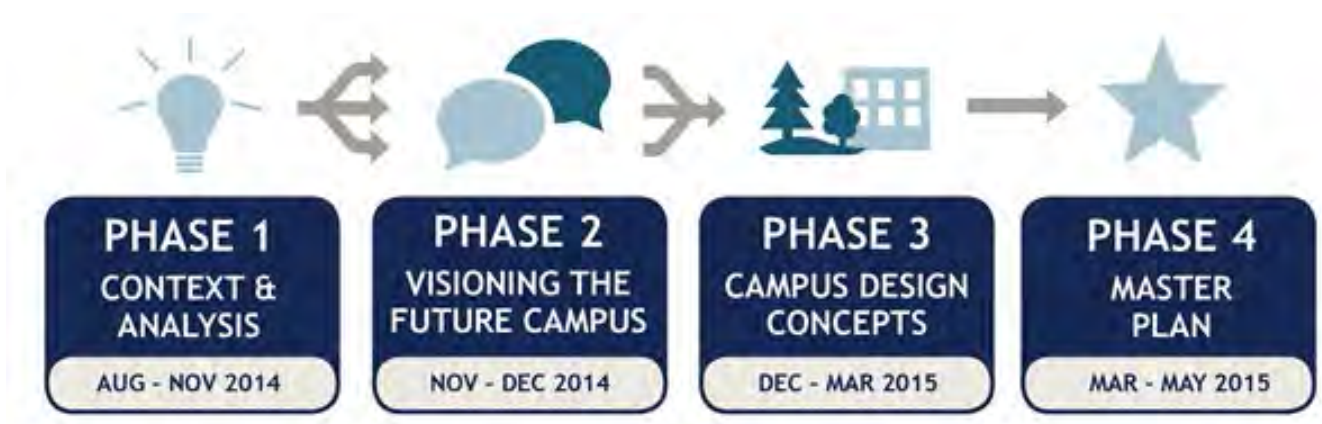 PHASE 1
CONTEXT &
ANALYSIS
AUG - NOV 2014
PHASE 2
VISIONING THE
FUTURE CAMPUS
NOV - DEC 2014
PHASE 3
CAMPUS DESIGN
CONCEPTS
DEC - MAR 2015
PHASE 4
MASTER
PLAN
MAR - MAY 2015